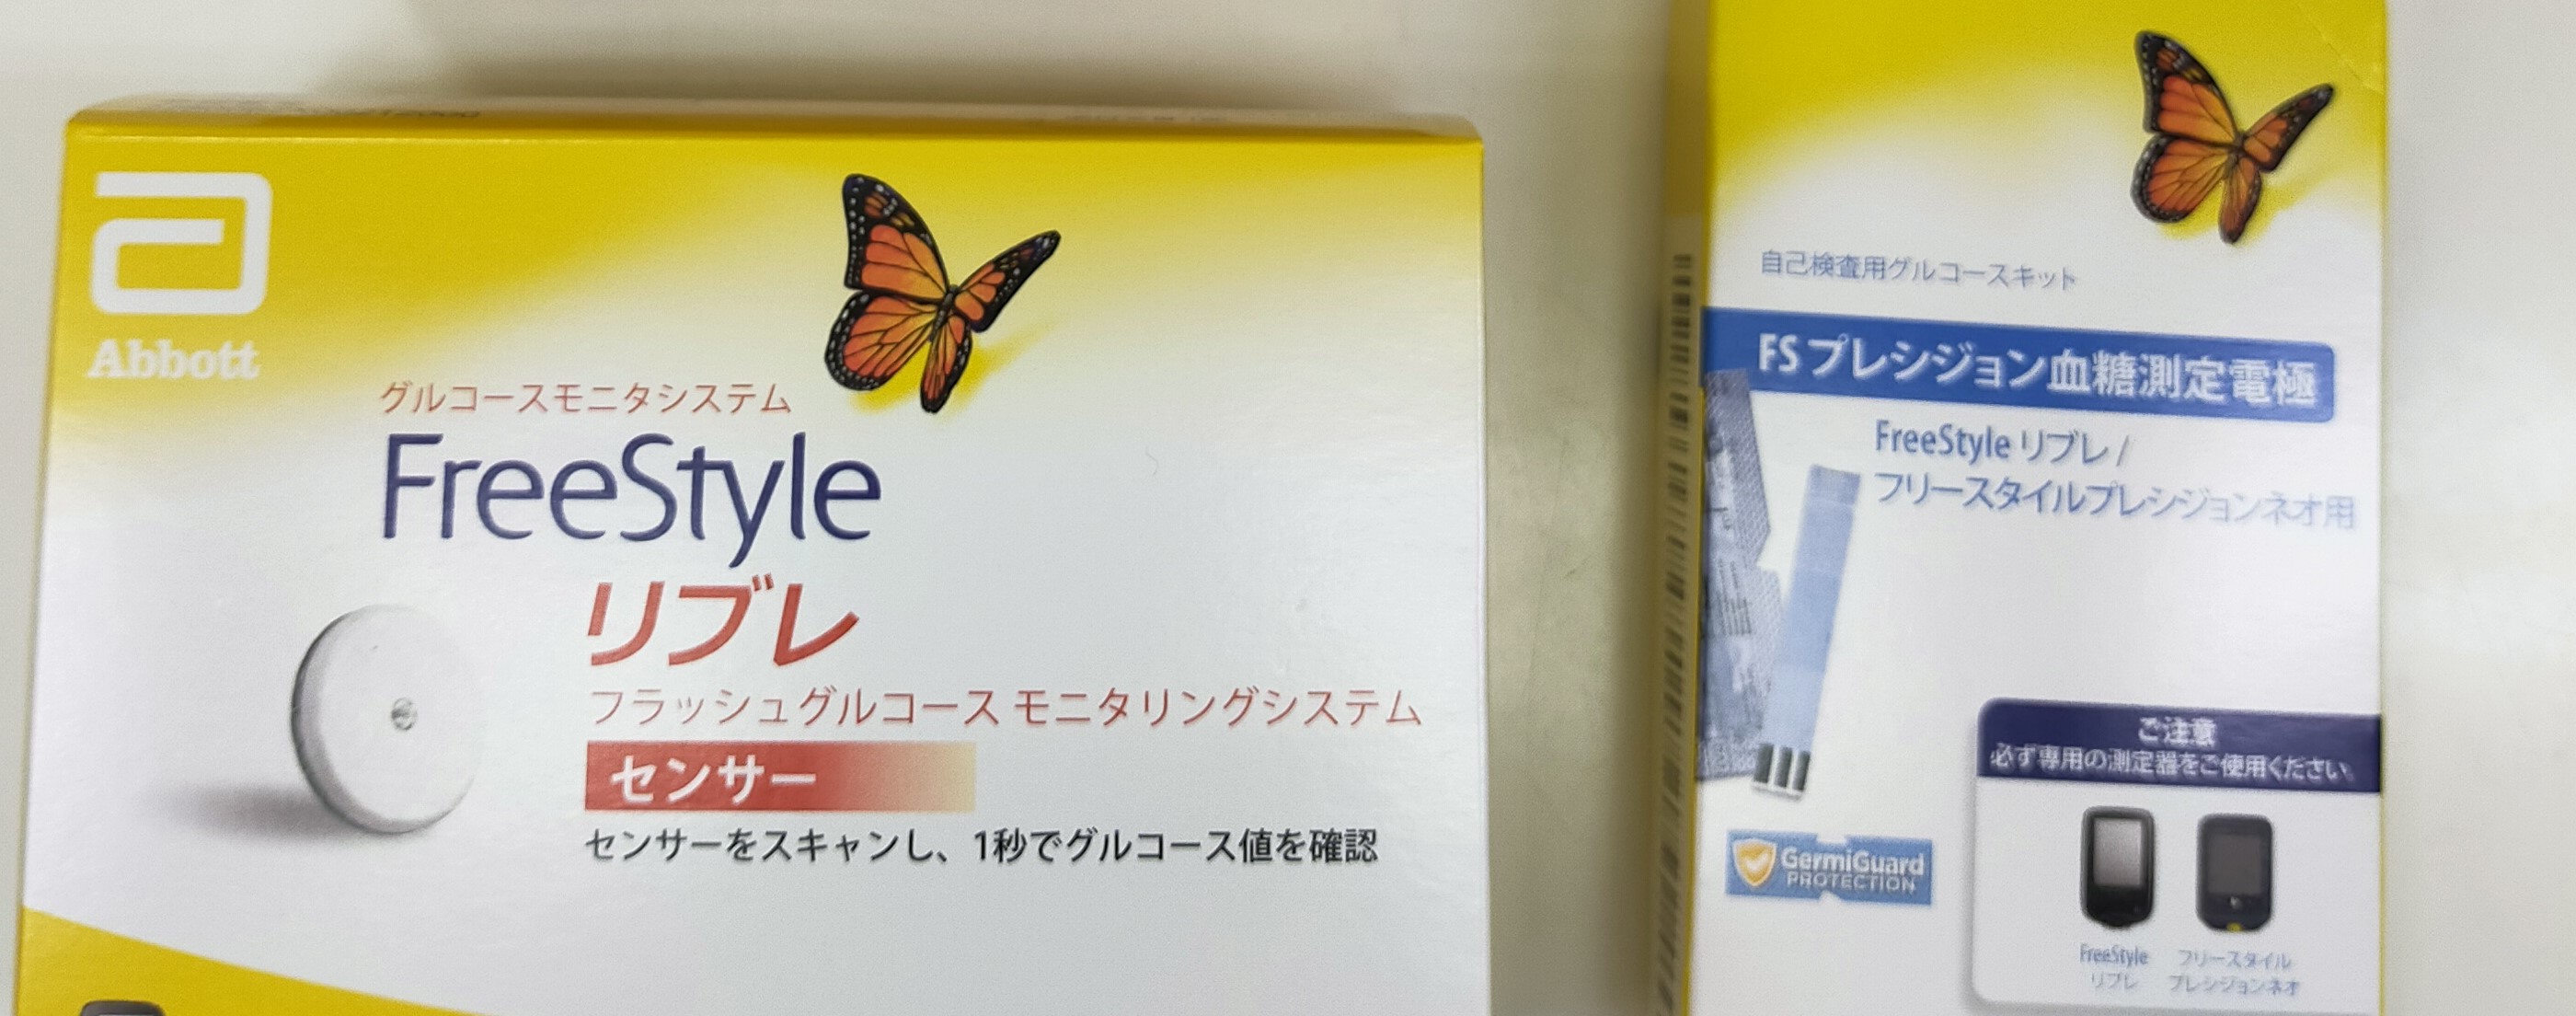 Abbott
グルコースモニタシステム
FreeStyle
リブレ
フラッシュグルコース モニタリングシステム
センサー
センサーをスキャンし、1秒でグルコース値を確認
自己検査用グルコースキット
FSプレシジョン血糖測定電極
FreeStyle リブレ /
フリースタイルプレシジョンネオ用
ご注意
必ず専用の測定器をご使用ください。
GermiGuard
PROTECTION
FreeStyle
リブレ
フリースタイル
プレシジョンネオ